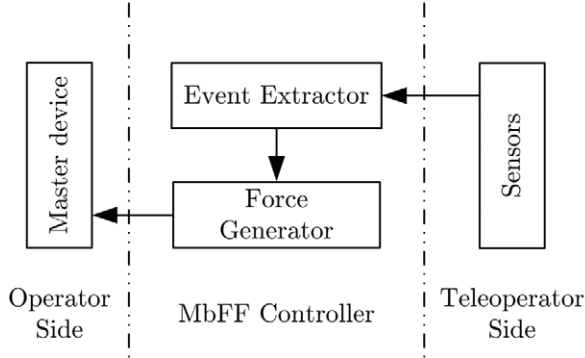 Master device
Event Extractor
Force
Generator
Sensors
Operator
Side
MbFF Controller
Teleoperator
Side